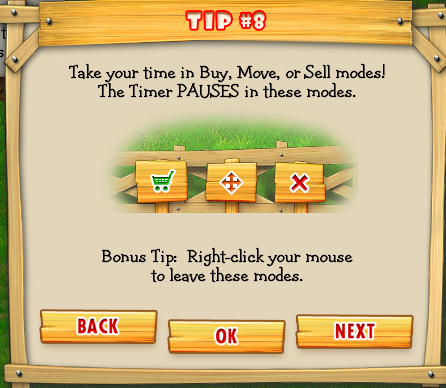 TIP #8
Take your time in Buy, Move, or Sell modes!
The Timer PAUSES in these modes.
Bonus Tip: Right-click your mouse
to leave these modes.
BACK
OK
NEXT